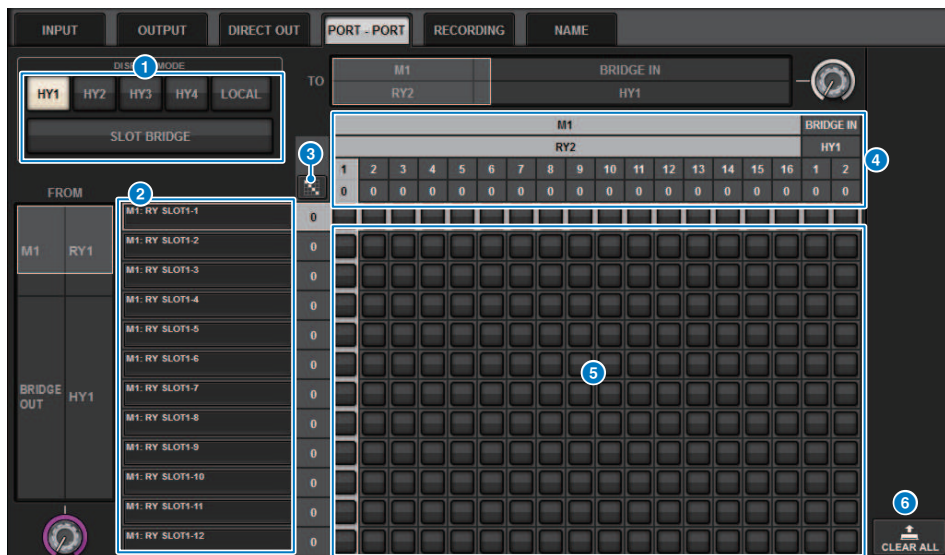 INPUT OUTPUT DIRECT OUT PORT - PORT RECORDING NAME
1
HY1 HY2 HY3 HY4 LOCAL
SLOT BRIDGE
TO
M1 BRIDGE IN
RY2 HY1
M1 BRIDGE IN
RY2 HY1
4
3
1 2 3 4 5 6 7 8 9 10 11 12 13 14 15 16 1 2
0 0 0 0 0 0 0 0 0 0 0 0 0 0 0 0 0 0
FROM
2
M1 RY1
BRIDGE OUT HY1
M1: RY SLOT1-1 0
M1: RY SLOT1-2 0
M1: RY SLOT1-3 0
M1: RY SLOT1-4 0
M1: RY SLOT1-5 0
M1: RY SLOT1-6 0
M1: RY SLOT1-7 0
M1: RY SLOT1-8 0
M1: RY SLOT1-9 0
M1: RY SLOT1-10 0
M1: RY SLOT1-11 0
M1: RY SLOT1-12 0
5
6
CLEAR ALL